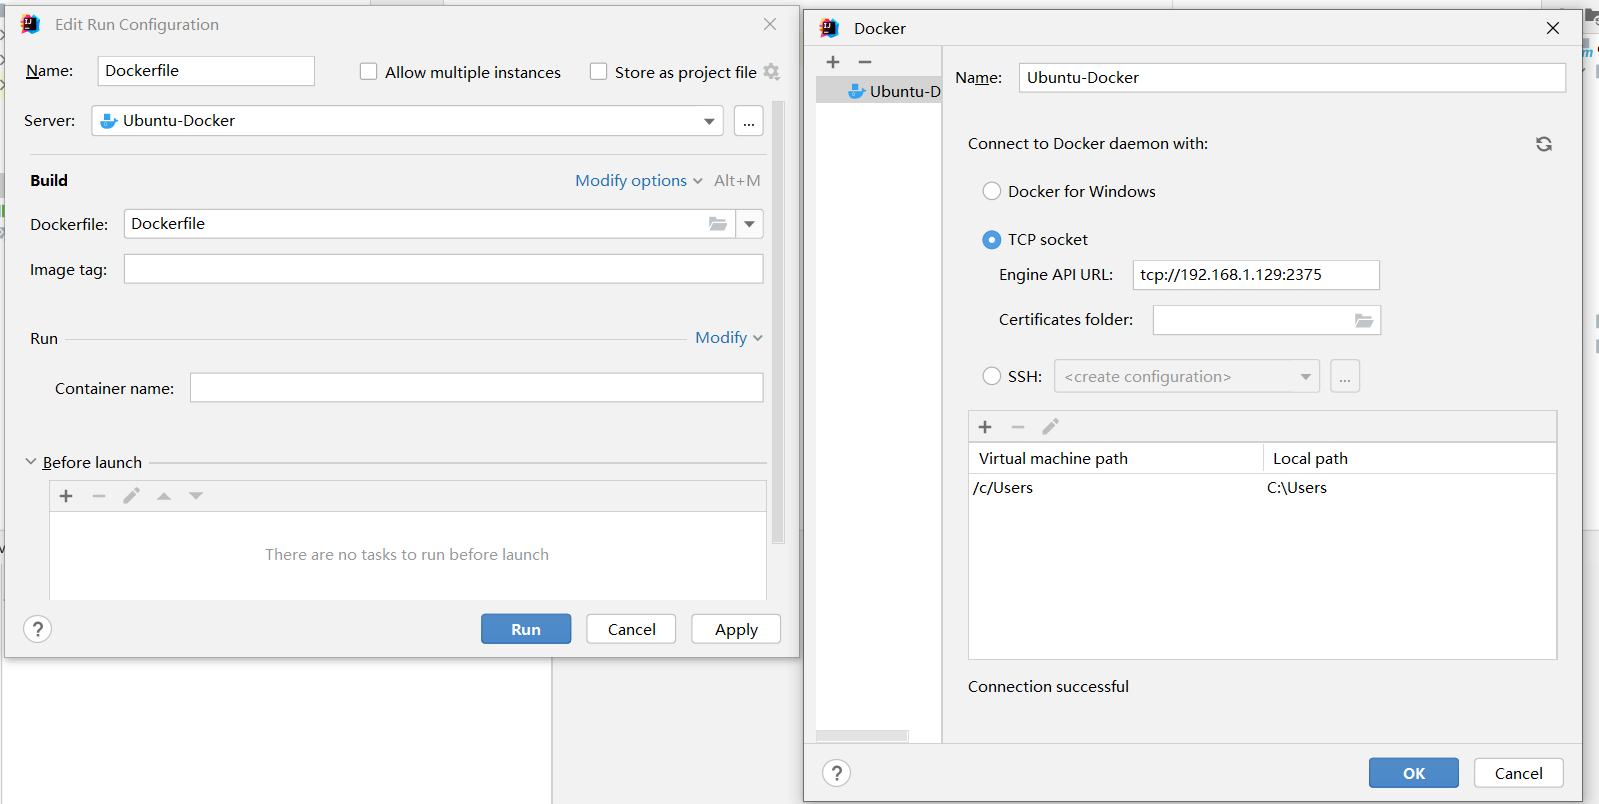 Edit Run Configuration
Name: Dockerfile Allow multiple instances Store as project file
Server: Ubuntu-Docker ...
Build Modify options Alt+M
Dockerfile: Dockerfile
Image tag:
Run Modify
Container name:
Before launch
There are no tasks to run before launch
? Run Cancel Apply
Docker
Ubuntu-D
Name: Ubuntu-Docker
Connect to Docker daemon with:
Docker for Windows
TCP socket
Engine API URL: tcp://192.168.1.129:2375
Certificates folder:
SSH: <create configuration> ...
Virtual machine path Local path
/c/Users C:\Users
Connection successful
? OK Cancel